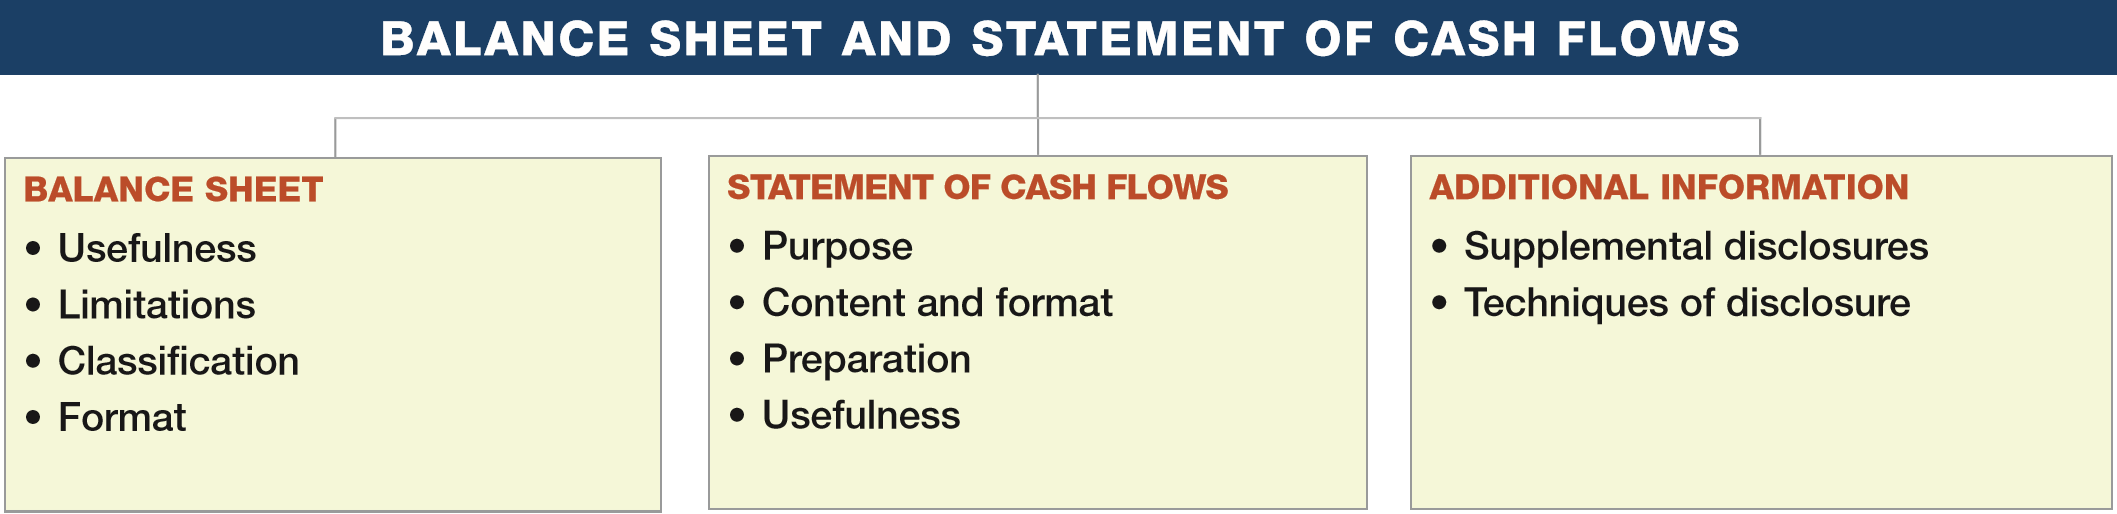 BALANCE SHEET AND STATEMENT OF CASH FLOWS
BALANCE SHEET
• Usefulness
• Limitations
• Classification
• Format
STATEMENT OF CASH FLOWS
• Purpose
• Content and format
• Preparation
• Usefulness
ADDITIONAL INFORMATION
• Supplemental disclosures
• Techniques of disclosure